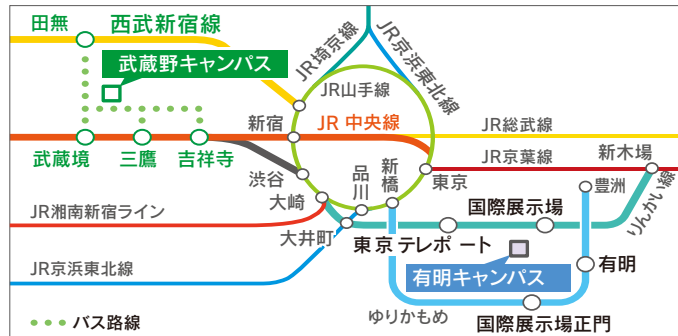 田無
西武新宿線
武蔵野キャンパス
JR埼京線
JR京浜東北線
JR山手線
新宿
JR 中央線
JR総武線
武蔵境
三鷹
吉祥寺
JR京葉線
新木場
渋谷
品川
新橋
東京
大崎
豊洲
りんかい線
JR湘南新宿ライン
国際展示場
大井町
東京テレポート
JR京浜東北線
有明キャンパス
有明
ゆりかもめ
国際展示場正門
バス路線